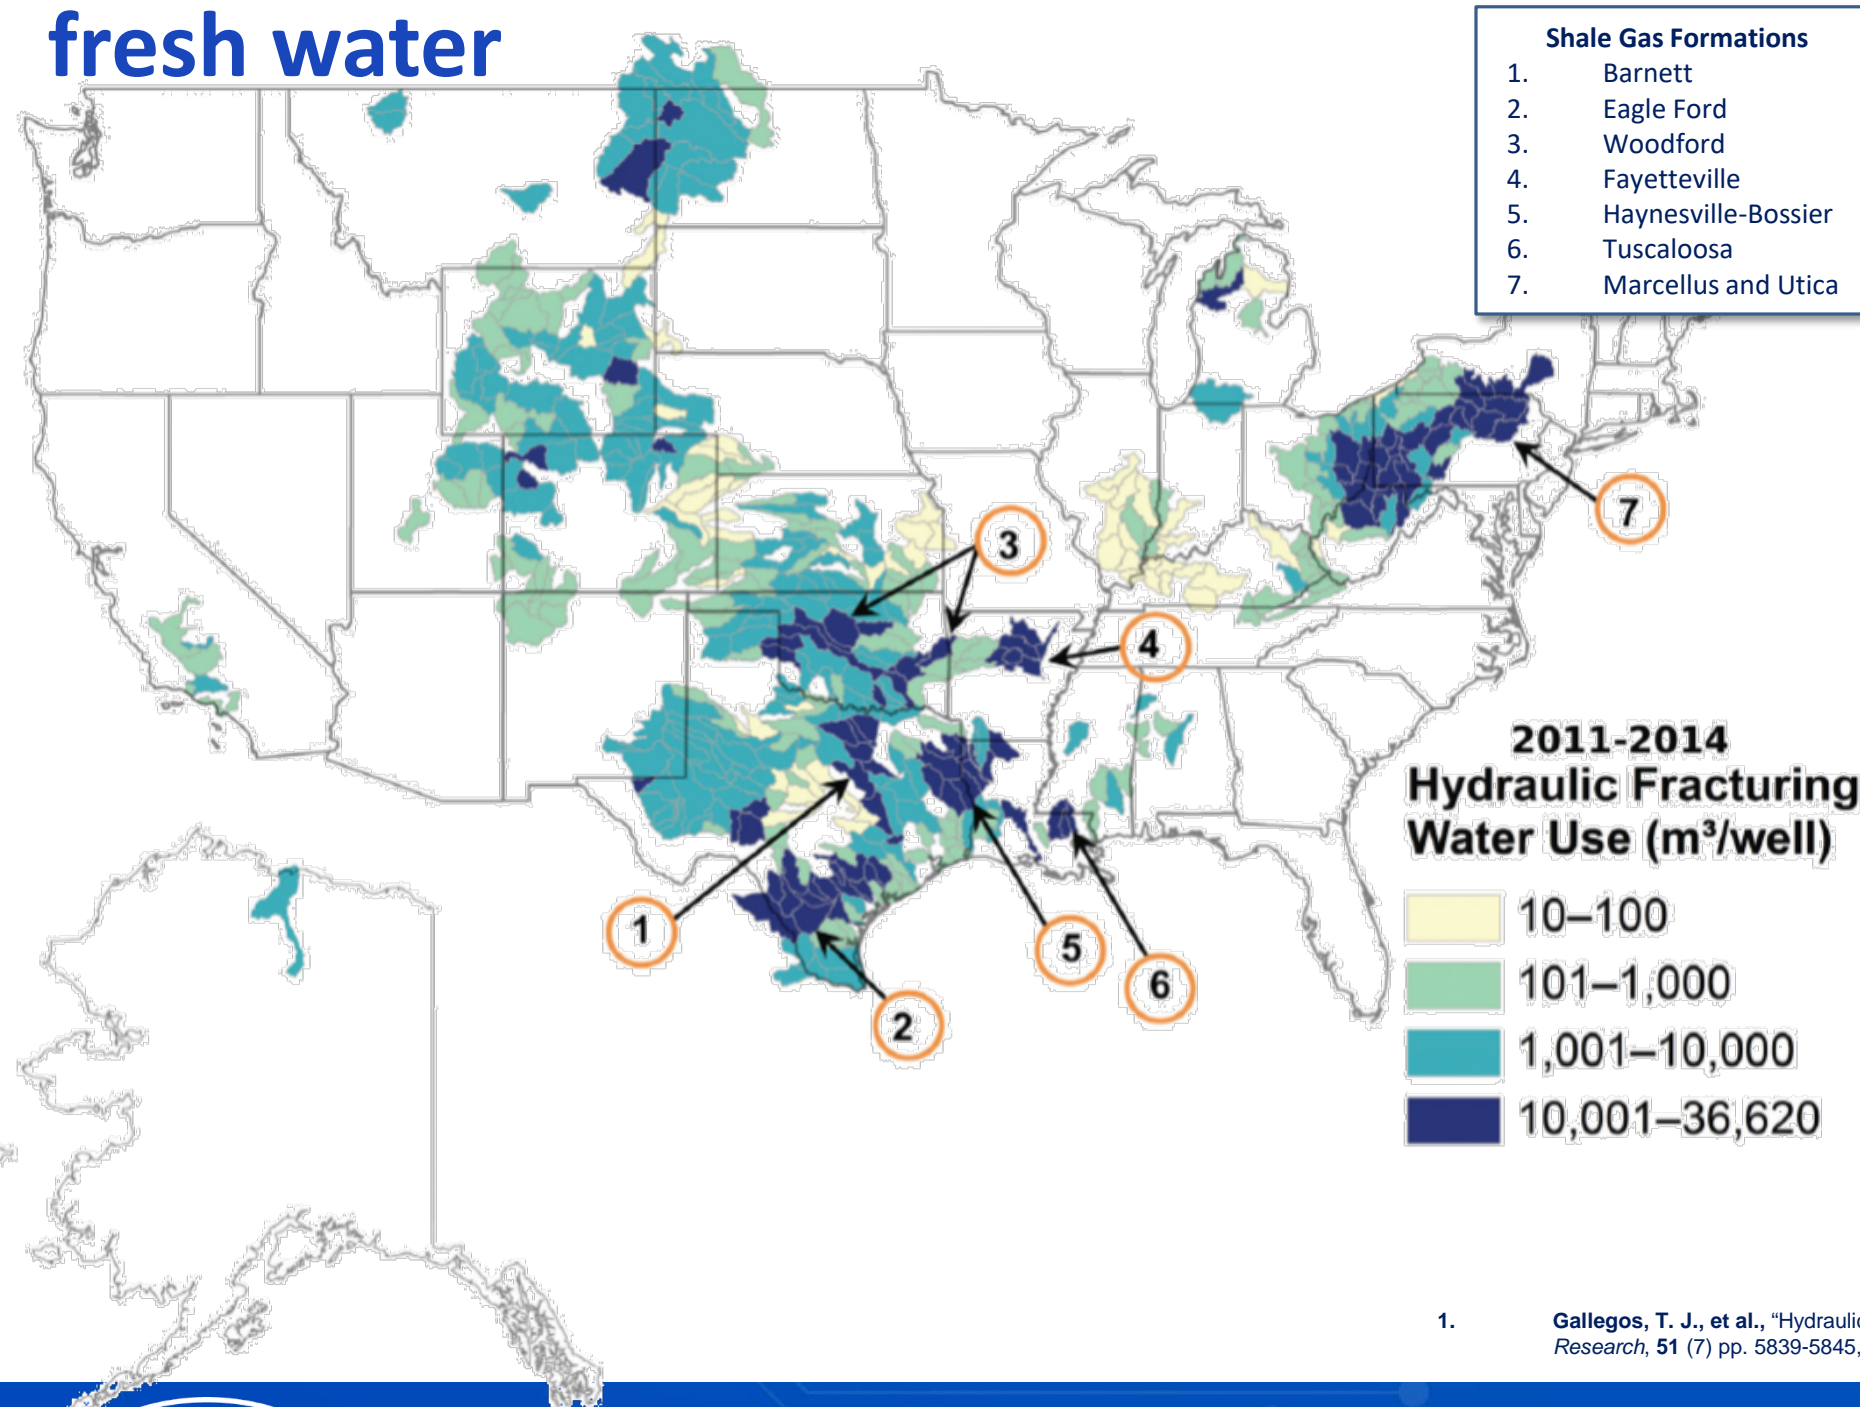 fresh water
Shale Gas Formations
1. Barnett
2. Eagle Ford
3. Woodford
4. Fayetteville
5. Haynesville-Bossier
6. Tuscaloosa
7. Marcellus and Utica
7
3
4
2011-2014
Hydraulic Fracturing
Water Use (m³/well)
10–100
101–1,000
1,001–10,000
10,001–36,620
1
5
6
2
1. Gallegos, T. J., et al., “Hydraulic
Research, 51 (7) pp. 5839-5845,